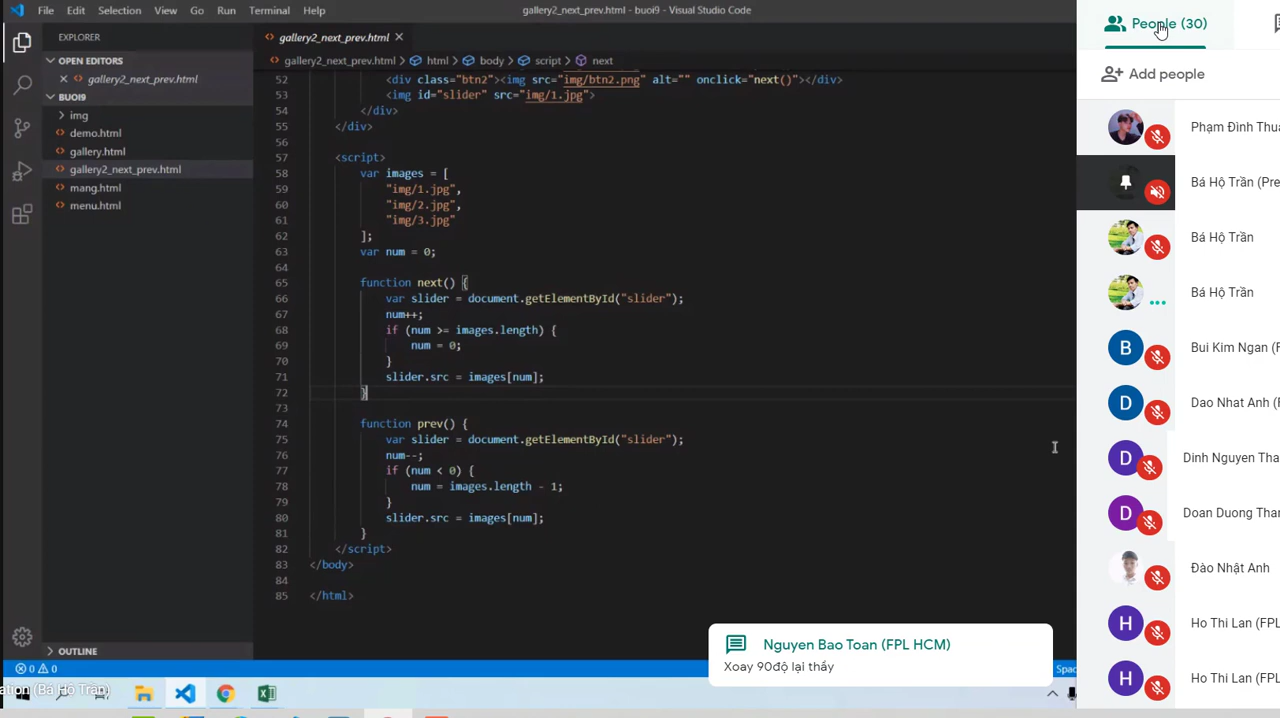 File Edit Selection View Go Run Terminal Help
gallery2_next_prev.html - buoi9 - Visual Studio Code
EXPLORER
OPEN EDITORS
gallery2_next_prev.html
BUOI9
img
demo.html
gallery.html
gallery2_next_prev.html
mang.html
menu.html
OUTLINE
gallery2_next_prev.html
gallery2_next_prev.html > html > body > script > next
52 <div class="btn2"><img src="img/btn2.png" alt="" onclick="next()"></div>
53 <img id="slider" src="img/1.jpg">
54 </div>
55 </div>
56
57 <script>
58 var images = [
59 "img/1.jpg",
60 "img/2.jpg",
61 "img/3.jpg"
62 ];
63 var num = 0;
64
65 function next() {
66 var slider = document.getElementById("slider");
67 num++;
68 if (num >= images.length) {
69 num = 0;
70 }
71 slider.src = images[num];
72 }
73
74 function prev() {
75 var slider = document.getElementById("slider");
76 num--;
77 if (num < 0) {
78 num = images.length - 1;
79 }
80 slider.src = images[num];
81 }
82 </script>
83 </body>
84
85 </html>
0 0
Spac
ation (Bá Hộ Trần)
Nguyen Bao Toan (FPL HCM)
Xoay 90độ lại thầy
People (30)
Add people
Phạm Đình Thu
Bá Hộ Trần (Pre
Bá Hộ Trần
Bá Hộ Trần
B Bui Kim Ngan (F
D Dao Nhat Anh (
D Dinh Nguyen Tha
D Doan Duong Than
Đào Nhật Anh
H Ho Thi Lan (FPL
H Ho Thi Lan (FPL